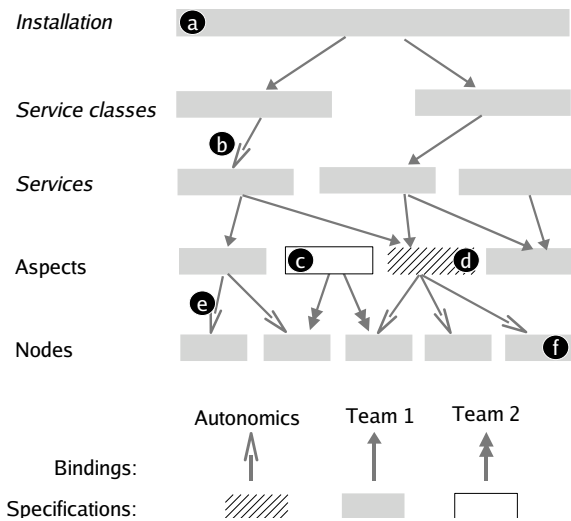 Installation
a
Service classes
b
Services
Aspects
c
d
e
Nodes
f
Autonomics Team 1 Team 2
Bindings:
Specifications: